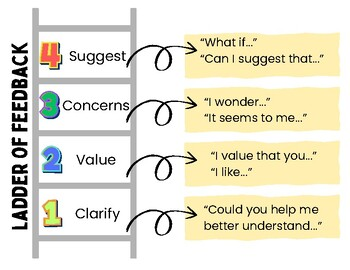 LADDER OF FEEDBACK
4 Suggest
“What if...”
“Can I suggest that...”
3 Concerns
“I wonder...”
“It seems to me...”
2 Value
“I value that you...”
“I like...”
1 Clarify
“Could you help me
better understand...”